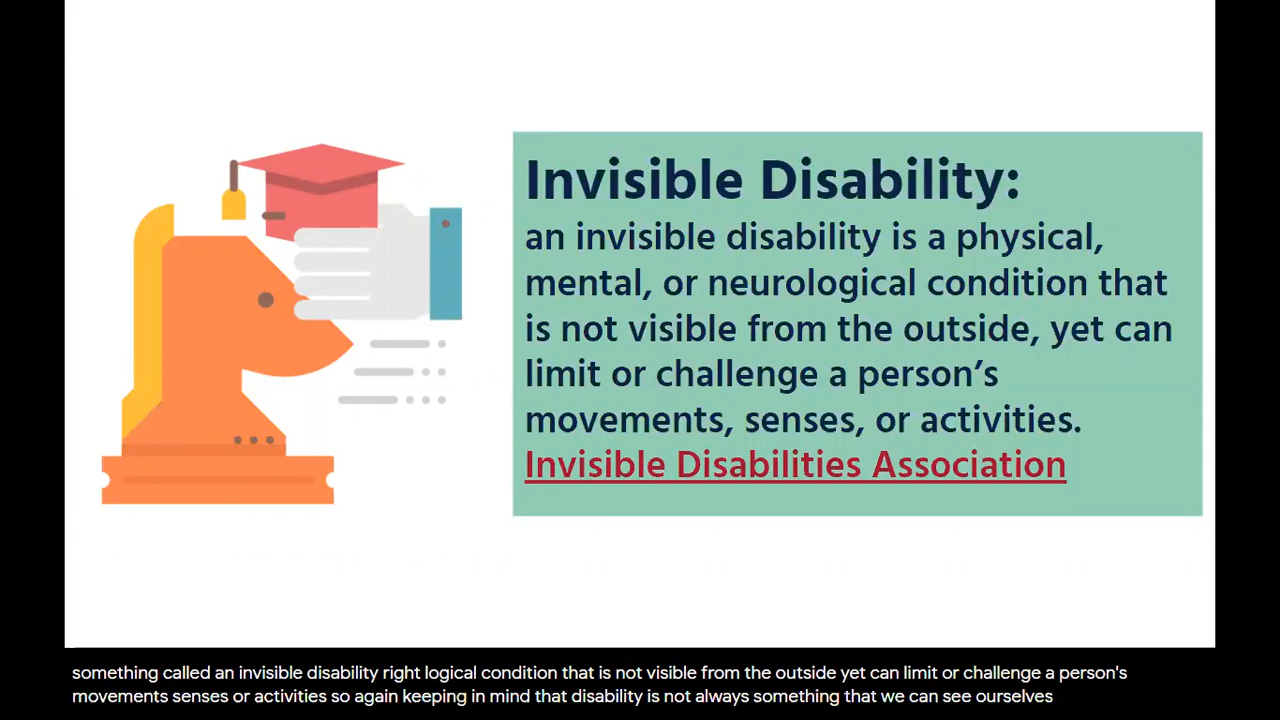 Invisible Disability:
an invisible disability is a physical,
mental, or neurological condition that
is not visible from the outside, yet can
limit or challenge a person’s
movements, senses, or activities.
Invisible Disabilities Association
something called an invisible disability right logical condition that is not visible from the outside yet can limit or challenge a person's
movements senses or activities so again keeping in mind that disability is not always something that we can see ourselves